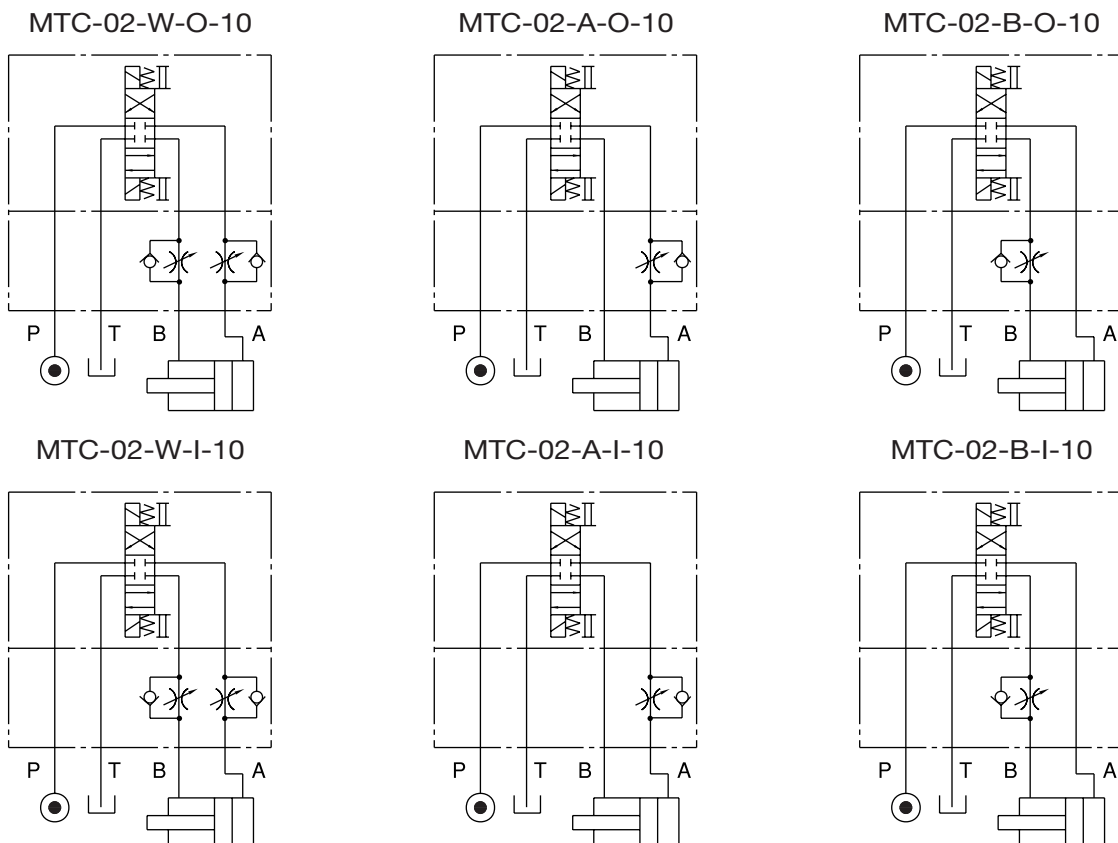 MTC-02-W-O-10
MTC-02-A-O-10
MTC-02-B-O-10
P T B A
P T B A
P T B A
MTC-02-W-I-10
MTC-02-A-I-10
MTC-02-B-I-10
P T B A
P T B A
P T B A